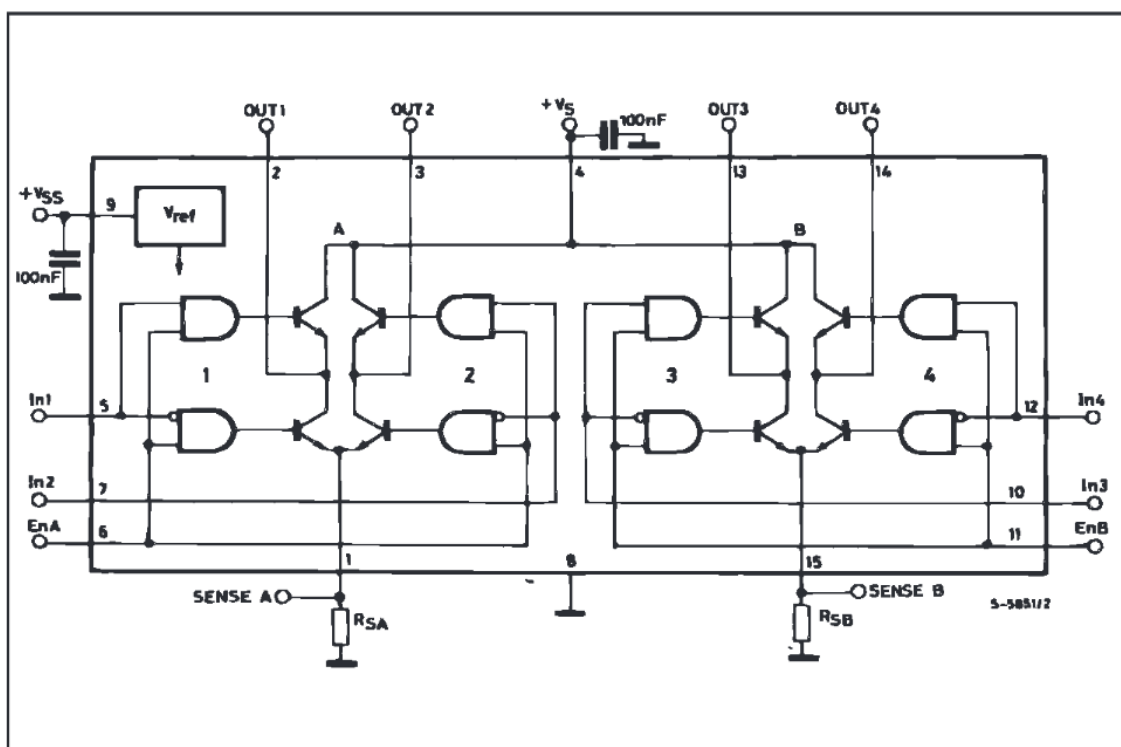 OUT1
OUT2
+VS
100nF
OUT3
OUT4
2
3
4
13
14
+VSS
9
Vref
A
B
100nF
1
2
3
4
In1
5
12
In4
In2
7
10
In3
EnA
6
11
EnB
1
8
15
SENSE A
SENSE B
S-5851/2
RSA
RSB